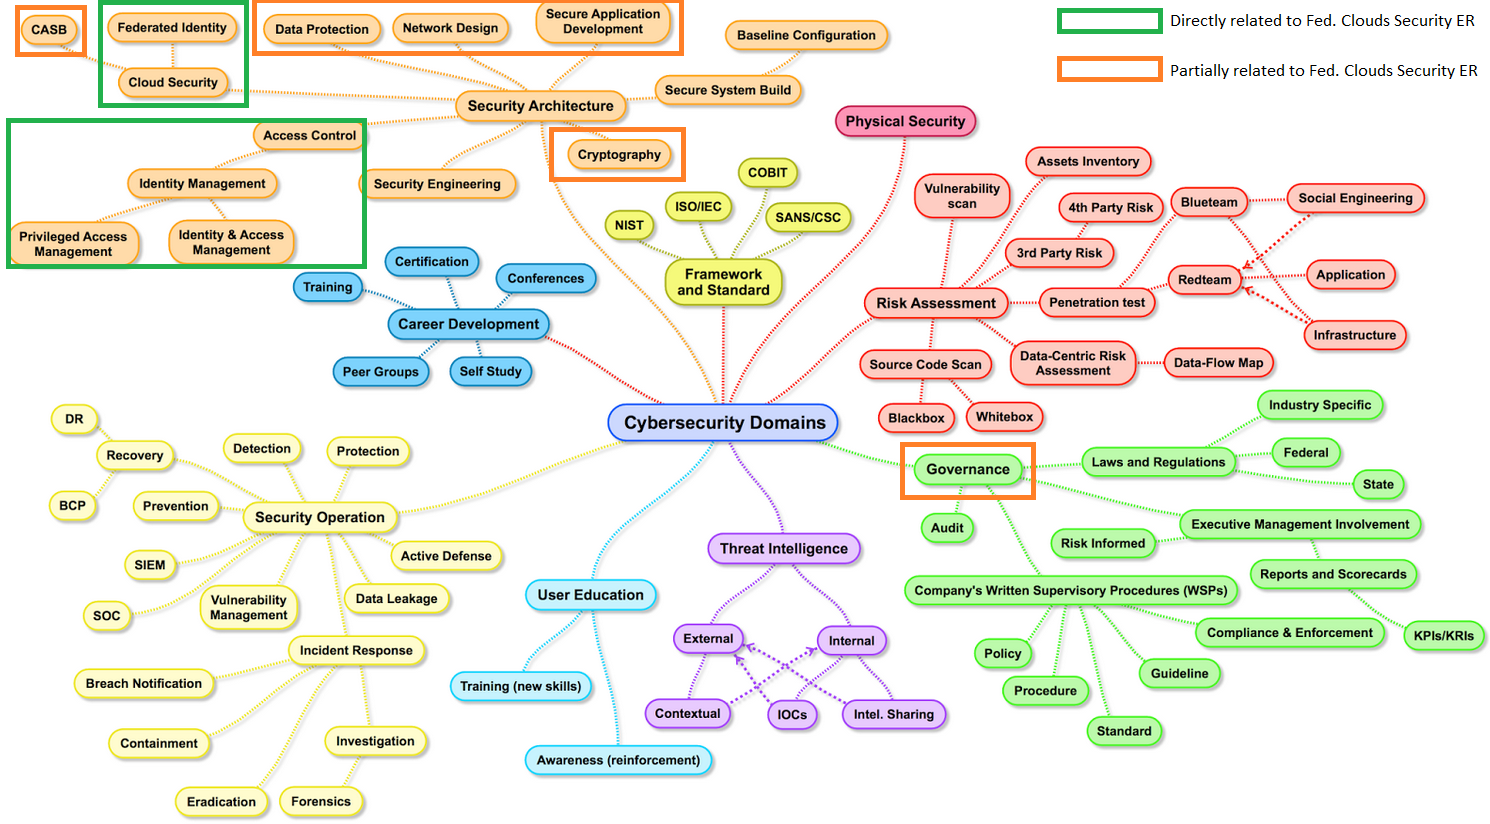 CASB
Federated Identity
Cloud Security
Data Protection
Network Design
Secure Application
Development
Baseline Configuration
Secure System Build
Directly related to Fed. Clouds Security ER
Partially related to Fed. Clouds Security ER
Security Architecture
Access Control
Identity Management
Privileged Access
Management
Identity & Access
Management
Security Engineering
Cryptography
Physical Security
NIST
ISO/IEC
COBIT
SANS/CSC
Framework
and Standard
Certification
Training
Conferences
Career Development
Peer Groups
Self Study
Vulnerability
scan
Assets Inventory
4th Party Risk
3rd Party Risk
Risk Assessment
Penetration test
Blueteam
Social Engineering
Redteam
Application
Infrastructure
Source Code Scan
Data-Centric Risk
Assessment
Data-Flow Map
Blackbox
Whitebox
Cybersecurity Domains
DR
Recovery
BCP
Detection
Protection
Prevention
Security Operation
SIEM
SOC
Vulnerability
Management
Data Leakage
Active Defense
Incident Response
Breach Notification
Containment
Eradication
Investigation
Forensics
User Education
Training (new skills)
Awareness (reinforcement)
Threat Intelligence
External
Internal
Contextual
IOCs
Intel. Sharing
Governance
Laws and Regulations
Industry Specific
Federal
State
Audit
Executive Management Involvement
Risk Informed
Reports and Scorecards
KPIs/KRIs
Company's Written Supervisory Procedures (WSPs)
Compliance & Enforcement
Policy
Procedure
Guideline
Standard